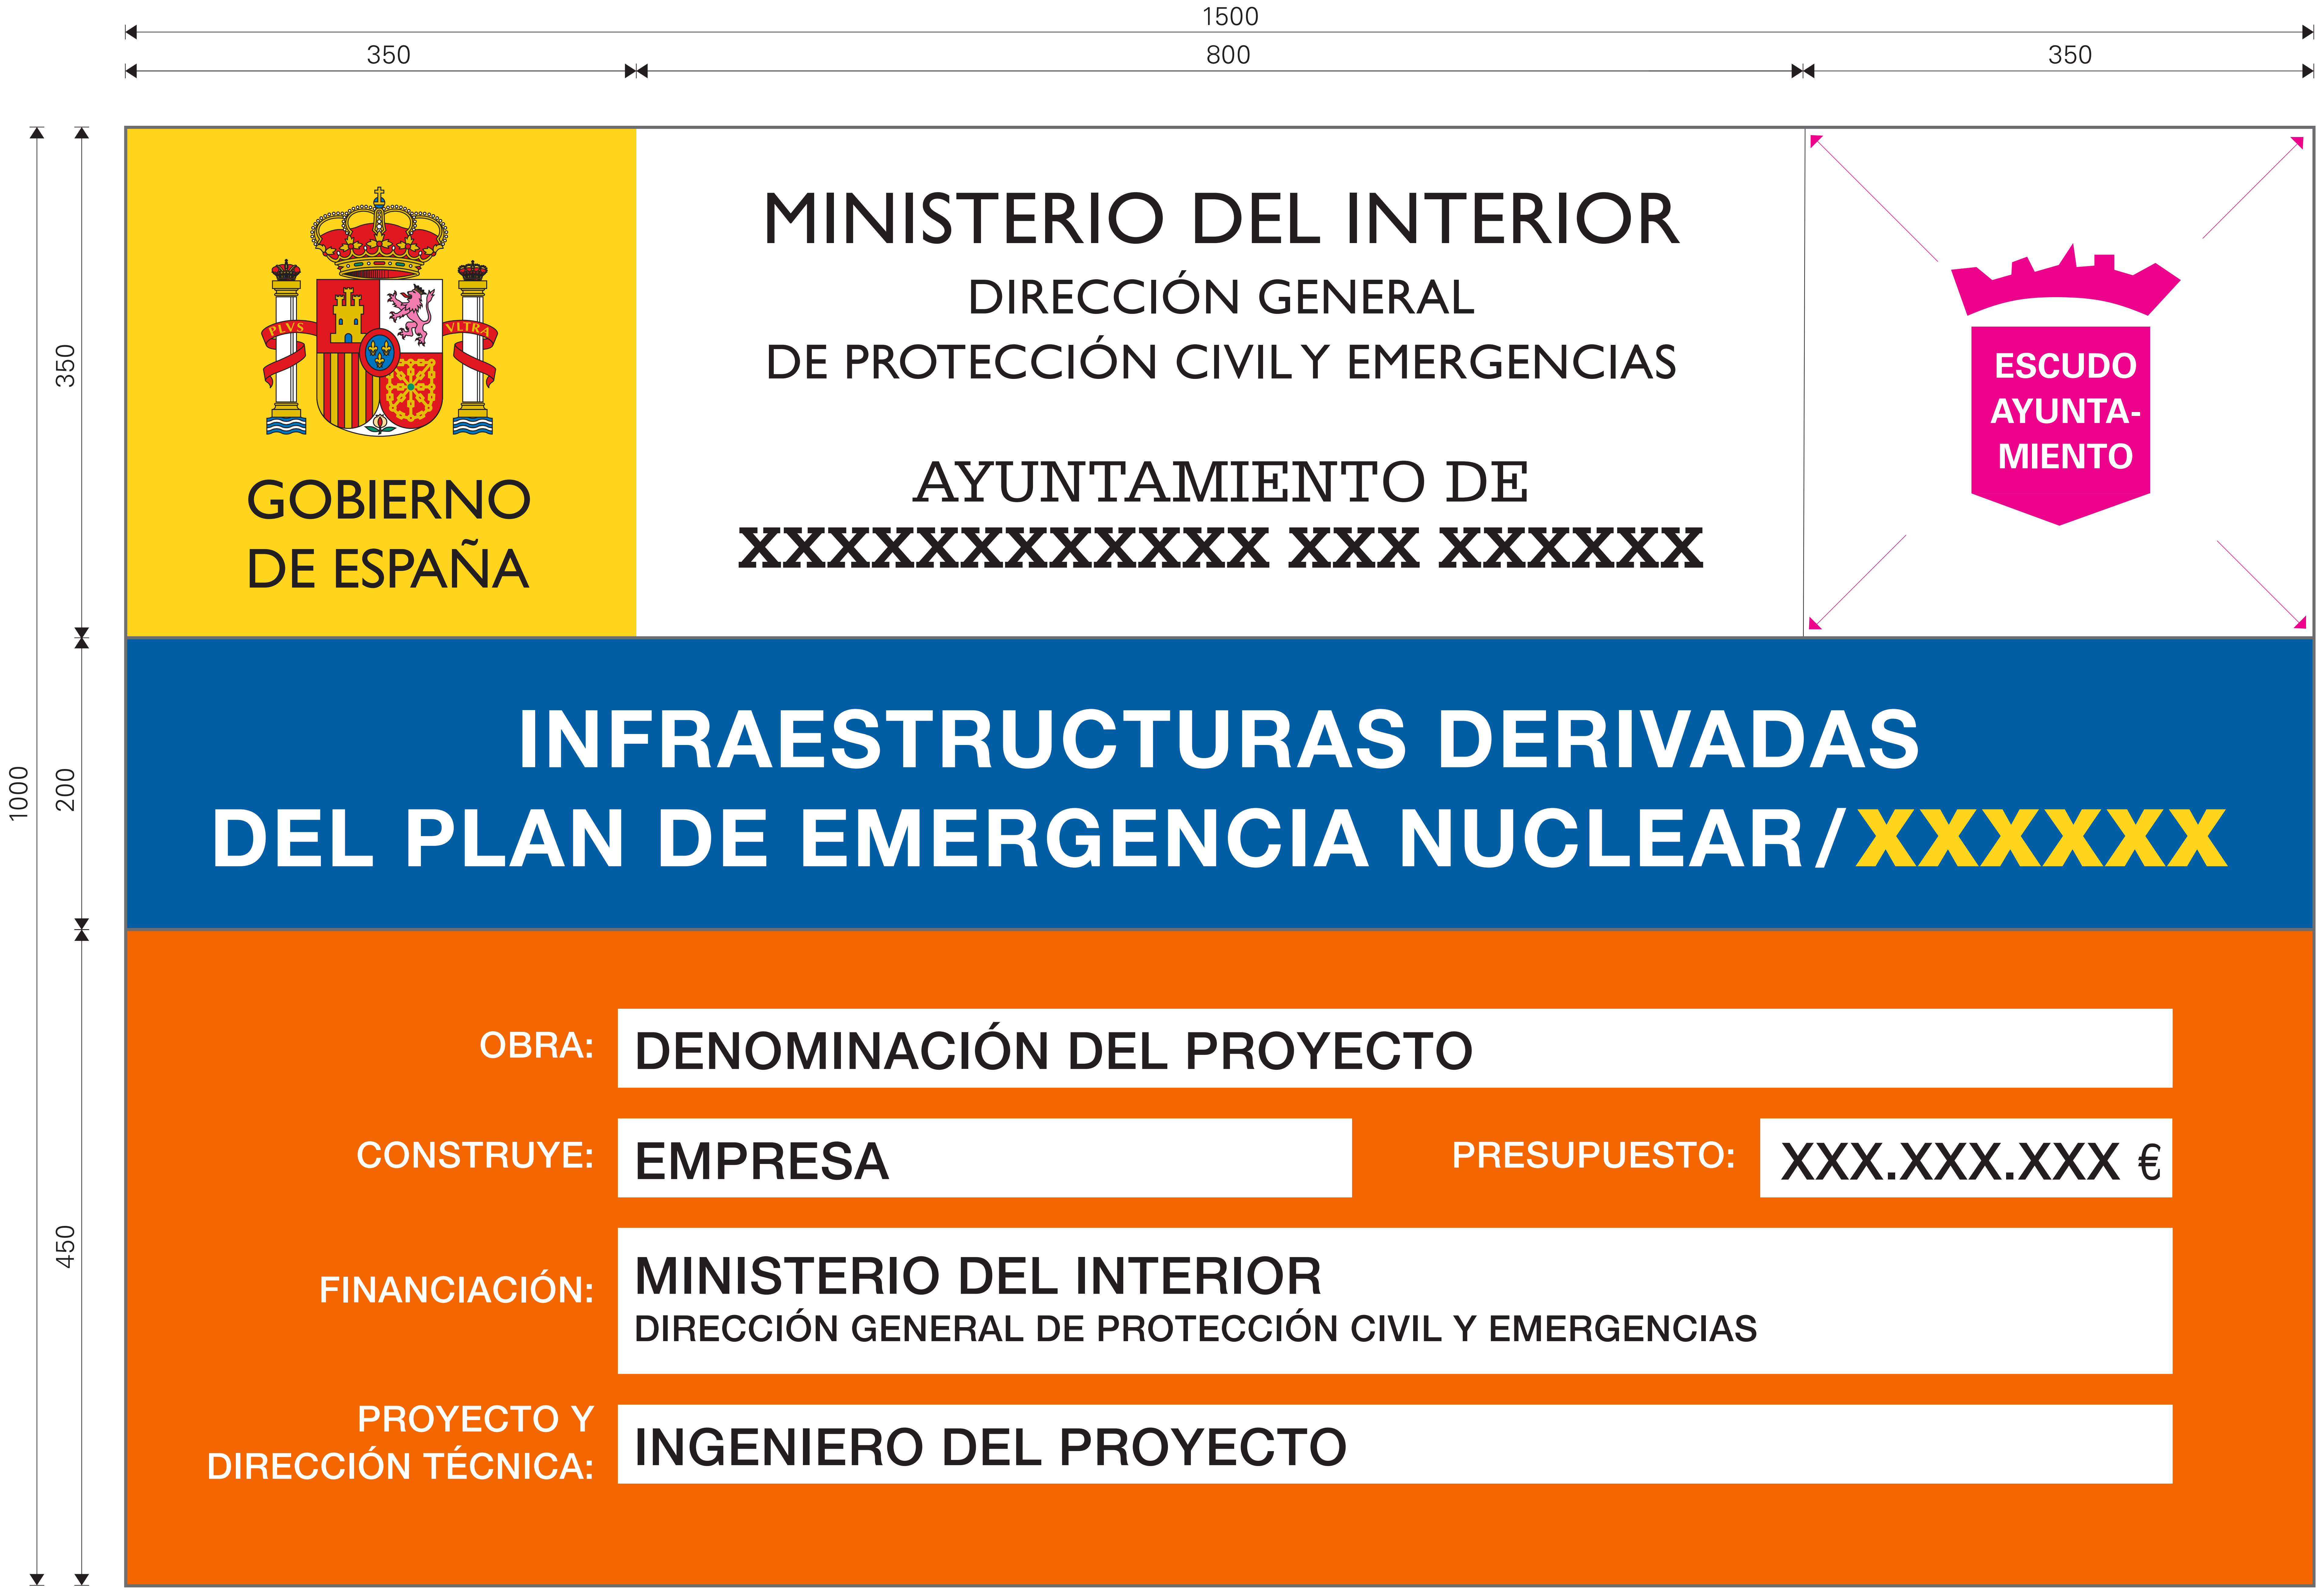 1500
350
800
350
1000
350
200
450
PLVS
VLTRA
GOBIERNO
DE ESPAÑA
MINISTERIO DEL INTERIOR
DIRECCIÓN GENERAL
DE PROTECCIÓN CIVIL Y EMERGENCIAS
AYUNTAMIENTO DE
xxxxxxxxxxxx xxx xxxxxx
ESCUDO
AYUNTA-
MIENTO
INFRAESTRUCTURAS DERIVADAS
DEL PLAN DE EMERGENCIA NUCLEAR/XXXXXX
OBRA: DENOMINACIÓN DEL PROYECTO
CONSTRUYE: EMPRESA PRESUPUESTO: XXX.XXX.XXX €
FINANCIACIÓN: MINISTERIO DEL INTERIOR
DIRECCIÓN GENERAL DE PROTECCIÓN CIVIL Y EMERGENCIAS
PROYECTO Y
DIRECCIÓN TÉCNICA: INGENIERO DEL PROYECTO